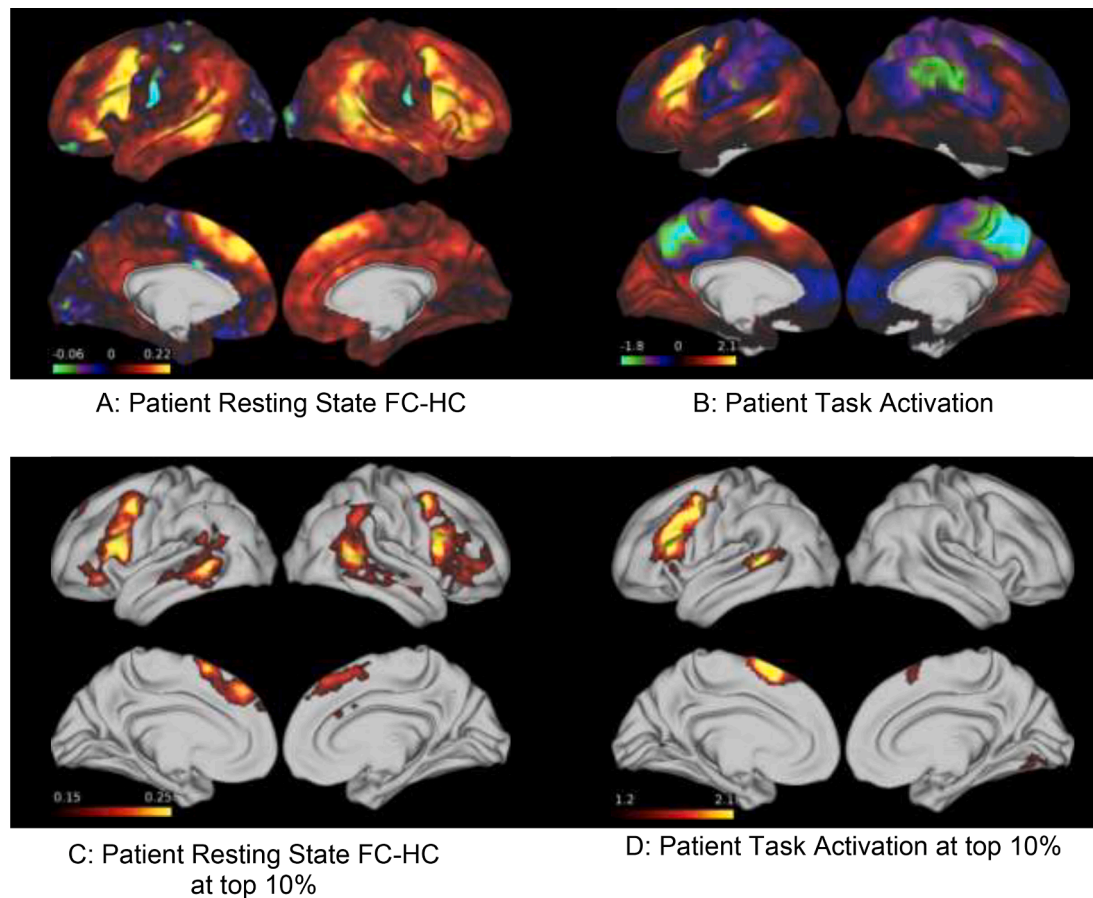 -0.06 0 0.22
-1.8 0 2.1
A: Patient Resting State FC-HC
B: Patient Task Activation
0.15 0.25
1.2 2.1
C: Patient Resting State FC-HC
at top 10%
D: Patient Task Activation at top 10%